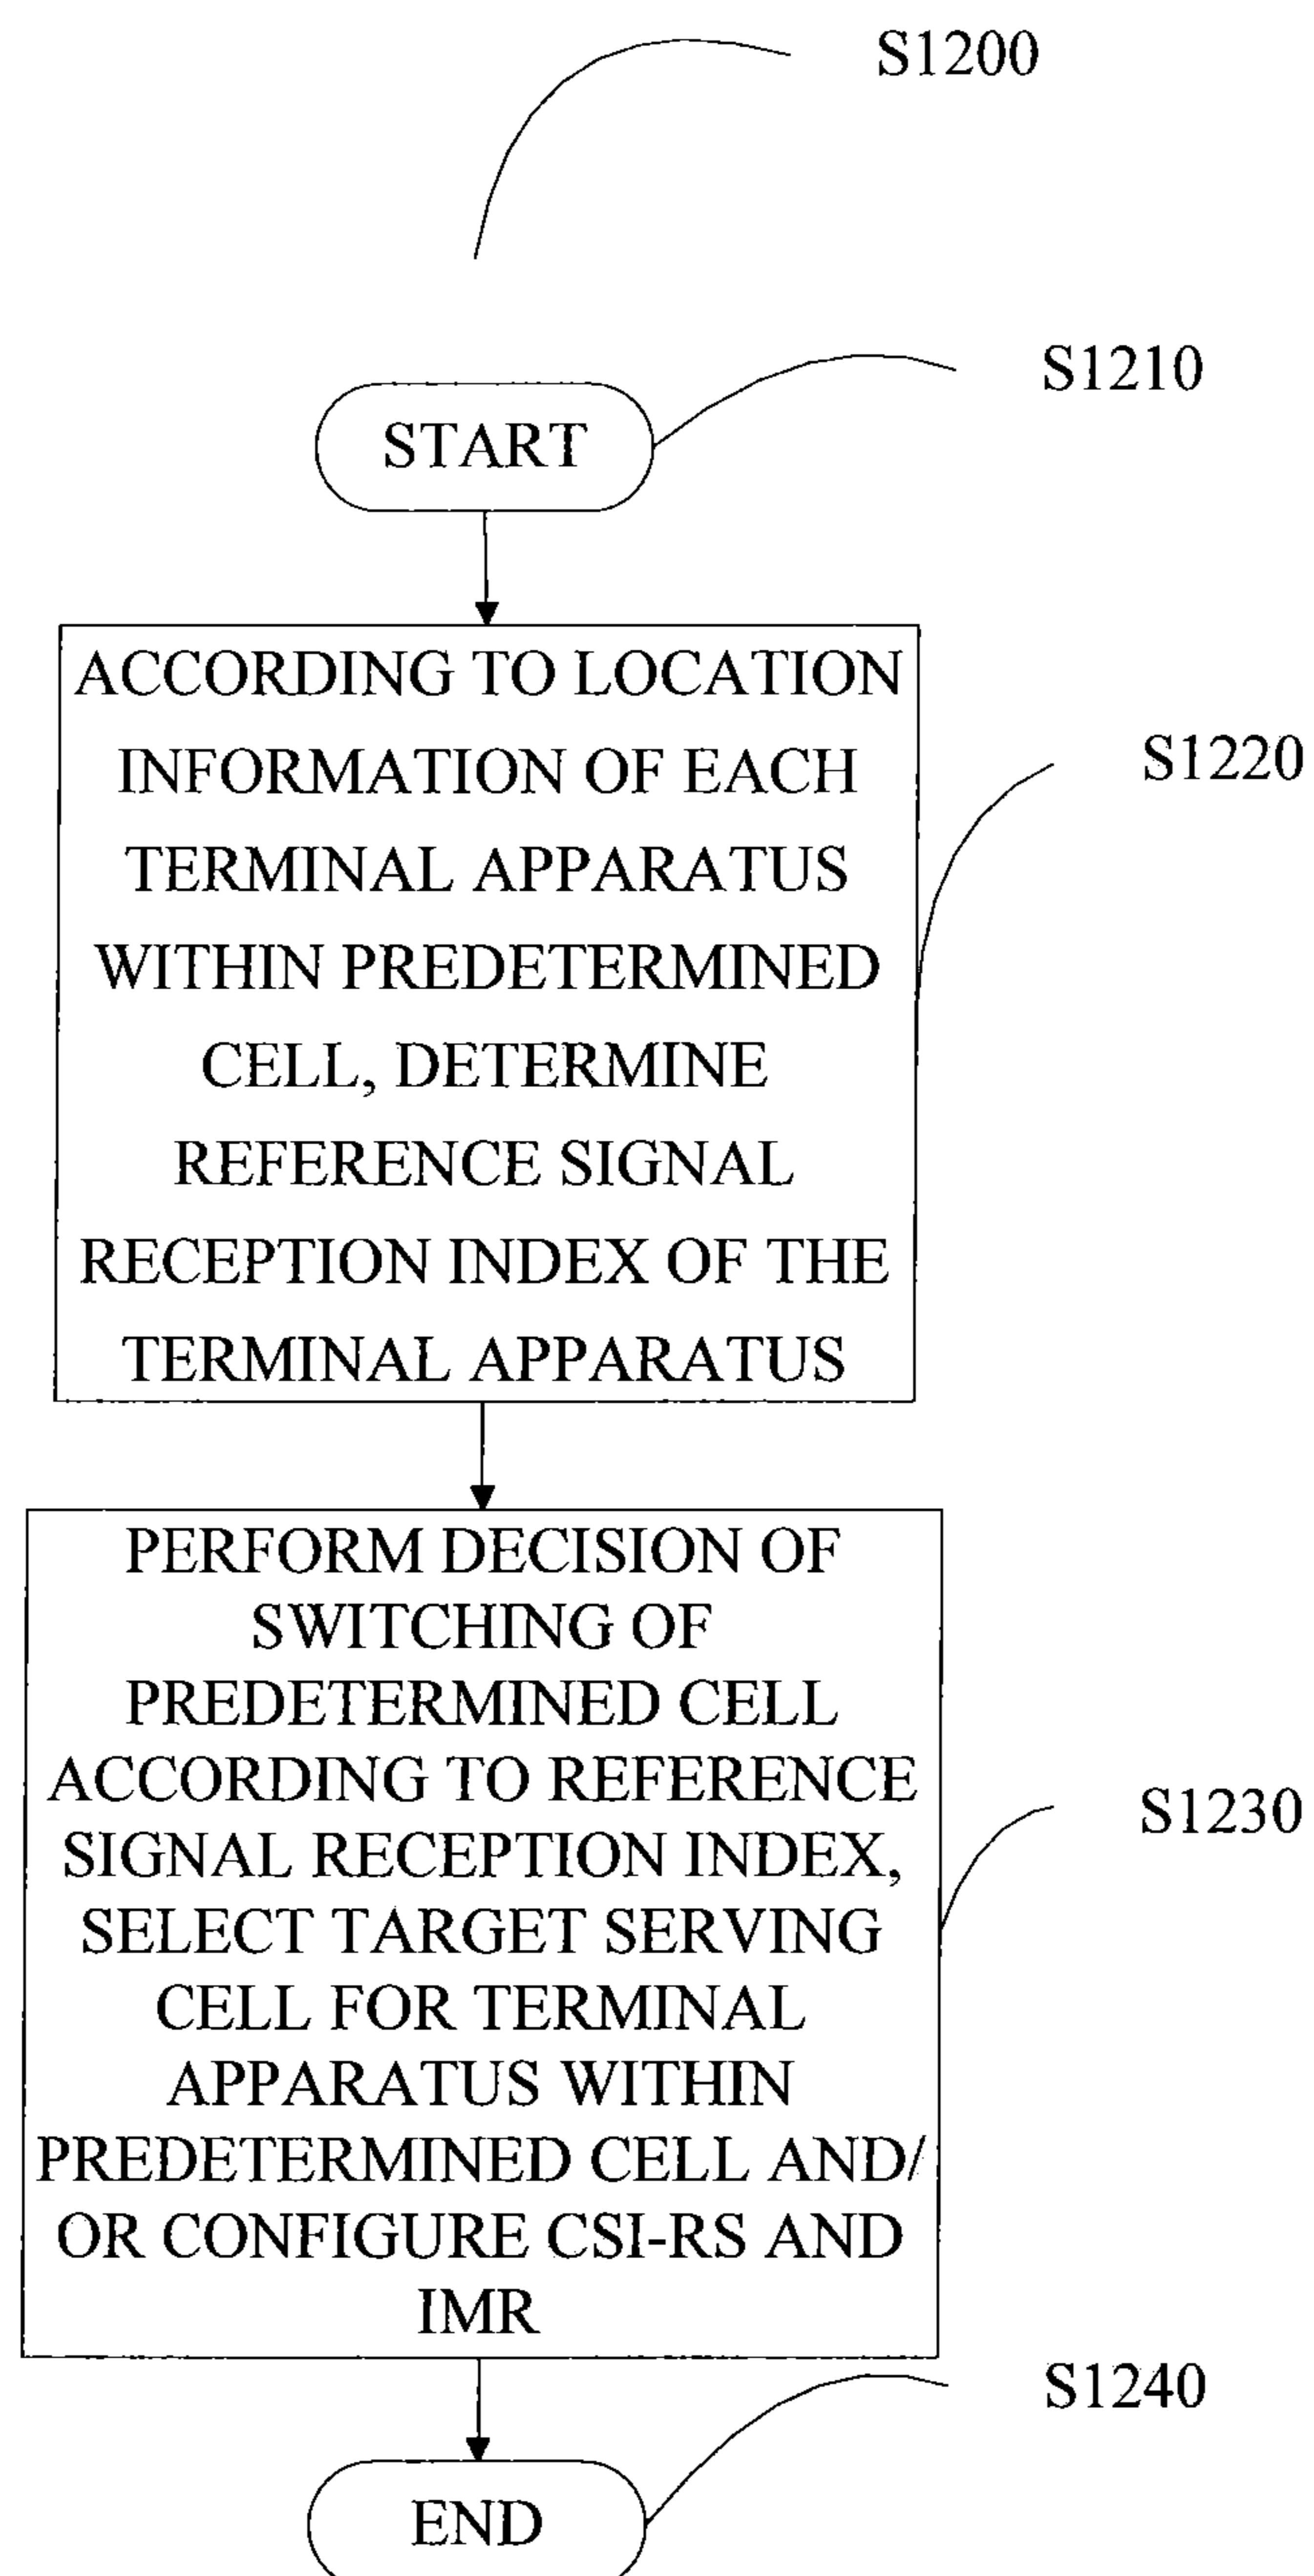 S1200
S1210
START
ACCORDING TO LOCATION
INFORMATION OF EACH
TERMINAL APPARATUS
WITHIN PREDETERMINED
CELL, DETERMINE
REFERENCE SIGNAL
RECEPTION INDEX OF THE
TERMINAL APPARATUS
S1220
PERFORM DECISION OF
SWITCHING OF
PREDETERMINED CELL
ACCORDING TO REFERENCE
SIGNAL RECEPTION INDEX,
SELECT TARGET SERVING
CELL FOR TERMINAL
APPARATUS WITHIN
PREDETERMINED CELL AND/
OR CONFIGURE CSI-RS AND
IMR
S1230
S1240
END